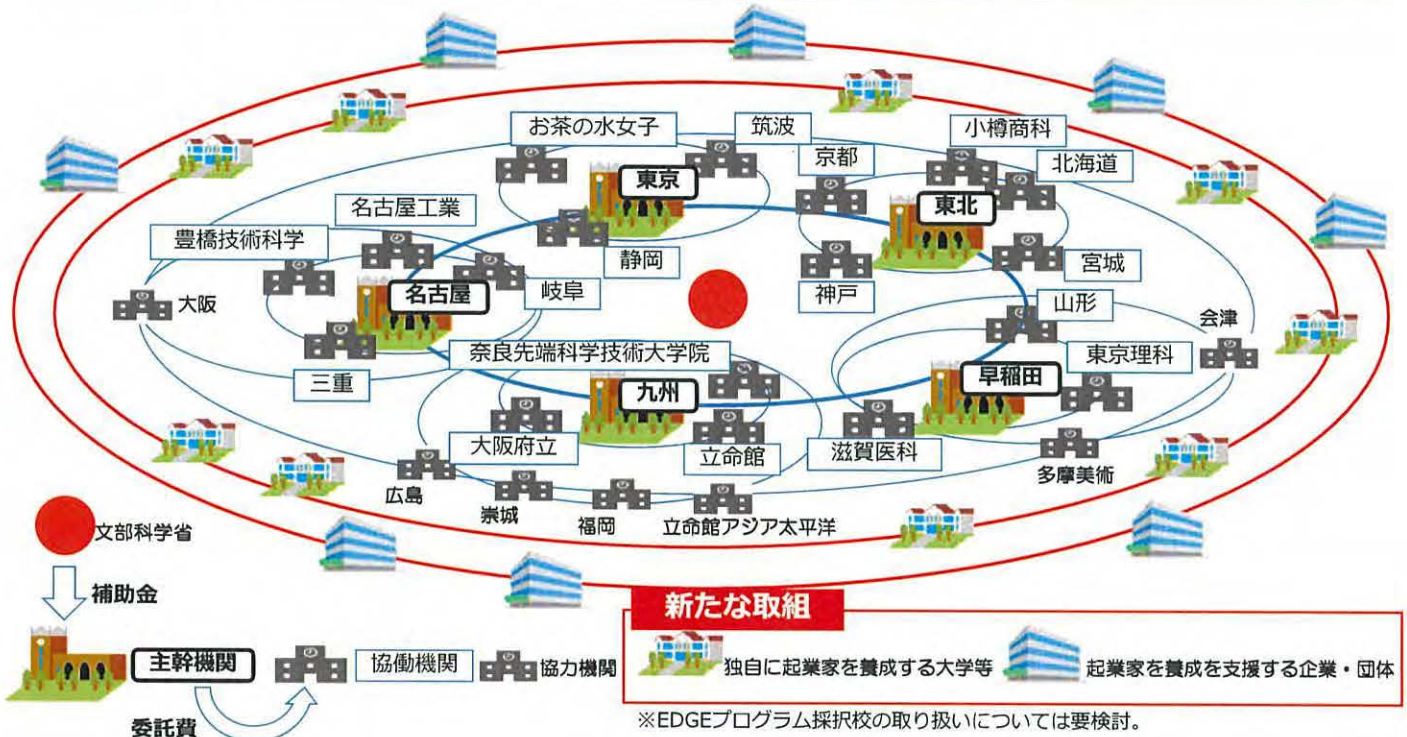 お茶の水女子
筑波
小樽商科
京都
北海道
東京
東北
名古屋工業
豊橋技術科学
静岡
宮城
名古屋
岐阜
神戸
大阪
山形
会津
奈良先端科学技術大学院
東京理科
三重
九州
早稲田
大阪府立
立命館
滋賀医科
多摩美術
広島
崇城
福岡
立命館アジア太平洋
文部科学省
補助金
主幹機関
協働機関
協力機関
委託費
新たな取組
独自に起業家を養成する大学等
起業家を養成を支援する企業・団体
※EDGEプログラム採択校の取り扱いについては要検討。